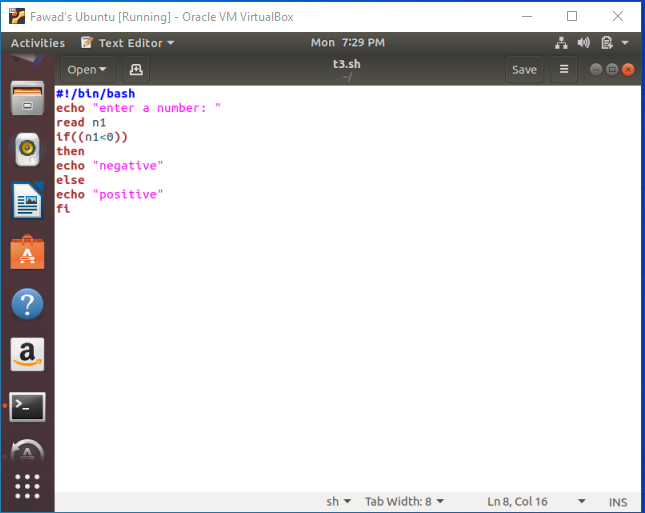 Fawad's Ubuntu [Running] - Oracle VM VirtualBox
Activities Text Editor Mon 7:29 PM
Open t3.sh Save
~/
#!/bin/bash
echo "enter a number: "
read n1
if((n1<0))
then
echo "negative"
else
echo "positive"
fi
sh Tab Width: 8 Ln 8, Col 16 INS